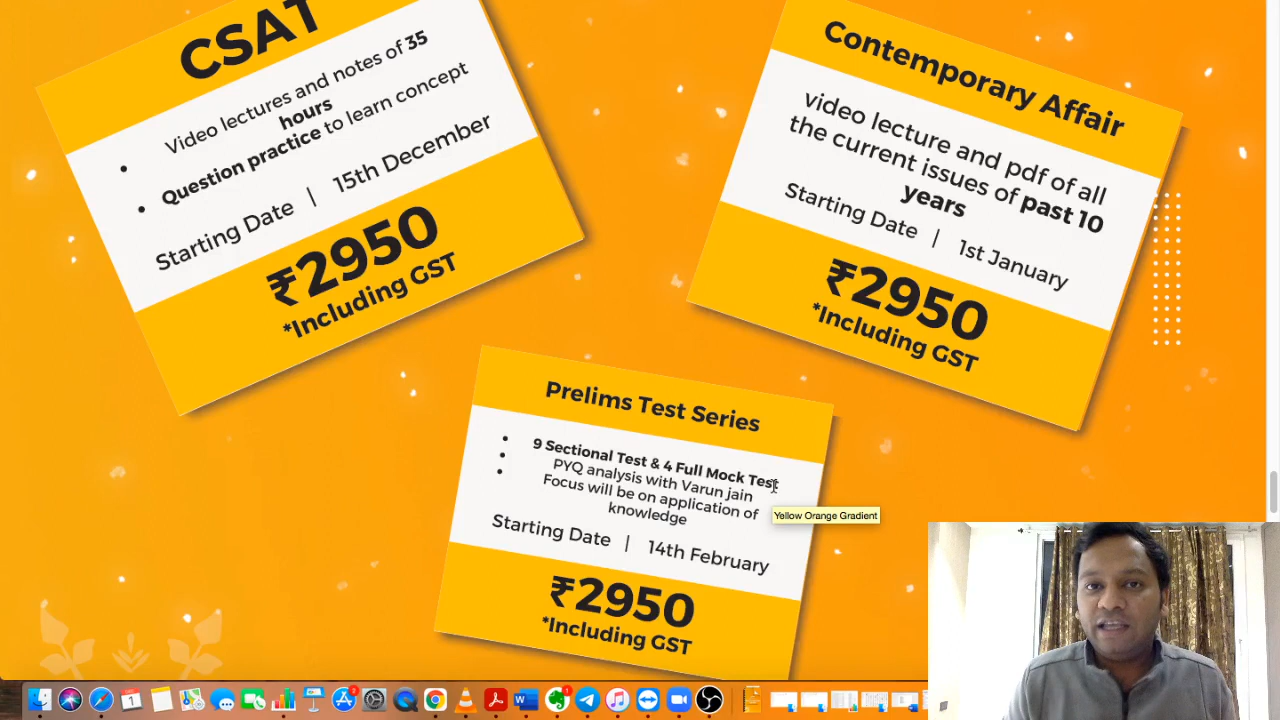 CSAT
Video lectures and notes of 35
hours
Question practice to learn concept
Starting Date | 15th December
₹2950
*Including GST
Contemporary Affair
video lecture and pdf of all
the current issues of past 10
years
Starting Date | 1st January
₹2950
*Including GST
Prelims Test Series
9 Sectional Test & 4 Full Mock Test
PYQ analysis with Varun jain
Focus will be on application of
knowledge
Starting Date | 14th February
₹2950
*Including GST
Yellow Orange Gradient